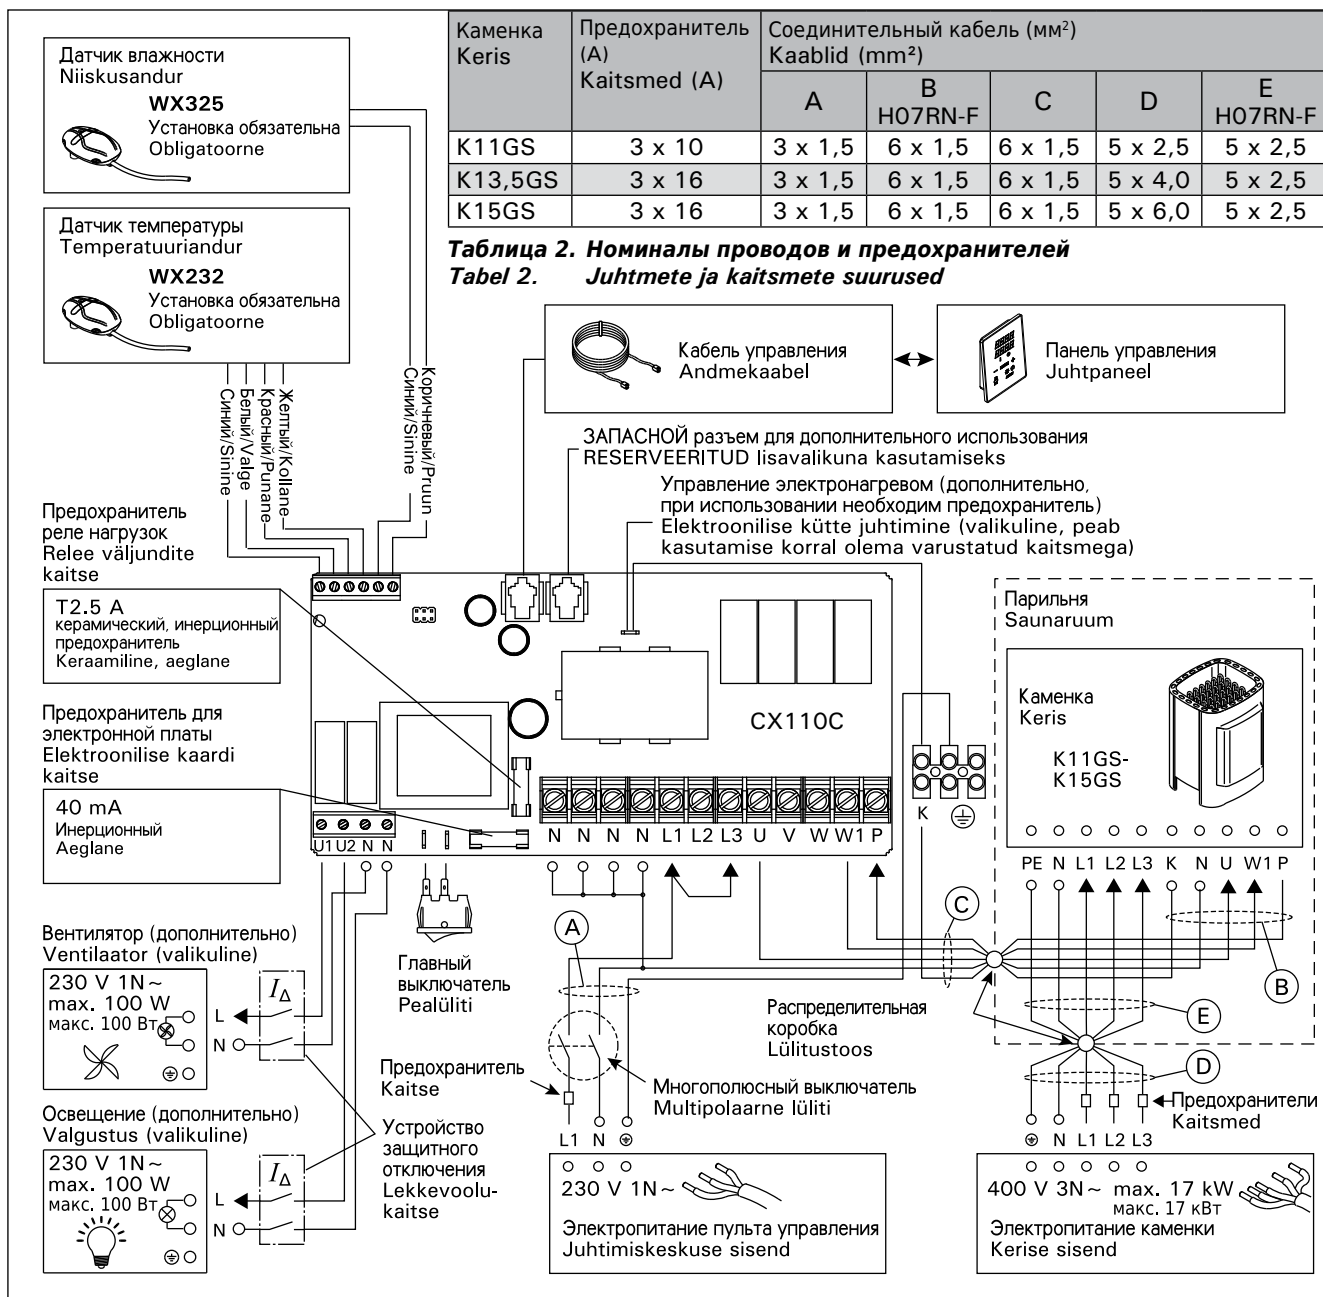 Датчик влажности
Niiskusandur
WX325
Установка обязательна
Obligatoorne
Датчик температуры
Temperatuuriandur
WX232
Установка обязательна
Obligatoorne
Каменка
Keris
Предохранитель
(A)
Kaitsmed (A)
Соединительный кабель (мм²)
Kaablid (mm²)
A
B
H07RN-F
C
D
E
H07RN-F
K11GS 3 x 10 3 x 1,5 6 x 1,5 6 x 1,5 5 x 2,5 5 x 2,5
K13,5GS 3 x 16 3 x 1,5 6 x 1,5 6 x 1,5 5 x 4,0 5 x 2,5
K15GS 3 x 16 3 x 1,5 6 x 1,5 6 x 1,5 5 x 6,0 5 x 2,5
Таблица 2. Номиналы проводов и предохранителей
Tabel 2. Juhtmete ja kaitsmete suurused
Кабель управления
Andmekaabel
Панель управления
Juhtpaneel
Синий/Sinine
Белый/Valge
Красный/Punane
Желтый/Kollane
Синий/Sinine
Коричневый/Pruun
ЗАПАСНОЙ разъем для дополнительного использования
RESERVEERITUD lisavalikuna kasutamiseks
Управление электронагревом (дополнительно,
при использовании необходим предохранитель)
Elektroonilise kütte juhtimine (valikuline, peab
kasutamise korral olema varustatud kaitsmega)
Предохранитель
реле нагрузок
Relee väljundite
kaitse
T2.5 A
керамический, инерционный
предохранитель
Keraamiline, aeglane
Предохранитель для
электронной платы
Elektroonilise kaardi
kaitse
40 mA
Инерционный
Aeglane
CX110C
U1 U2 N N
N N N N L1 L2 L3 U V W W1 P
K
Парильня
Saunaruum
Каменка
Keris
K11GS-
K15GS
PE N L1 L2 L3 K N U W1 P
A
C
B
E
D
Вентилятор (дополнительно)
Ventilaator (valikuline)
230 V 1N~
max. 100 W
макс. 100 Вт
L
N
I∆
Главный
выключатель
Pealüliti
Распределительная
коробка
Lülitustoos
Предохранитель
Kaitse
Многополюсный выключатель
Multipolaarne lüliti
Предохранители
Kaitsmed
Освещение (дополнительно)
Valgustus (valikuline)
230 V 1N~
max. 100 W
макс. 100 Вт
L
N
I∆
Устройство
защитного
отключения
Lekkevoolu-
kaitse
L1 N
230 V 1N~
Электропитание пульта управления
Juhtimiskeskuse sisend
N L1 L2 L3
400 V 3N~ max. 17 kW
макс. 17 кВт
Электропитание каменки
Kerise sisend